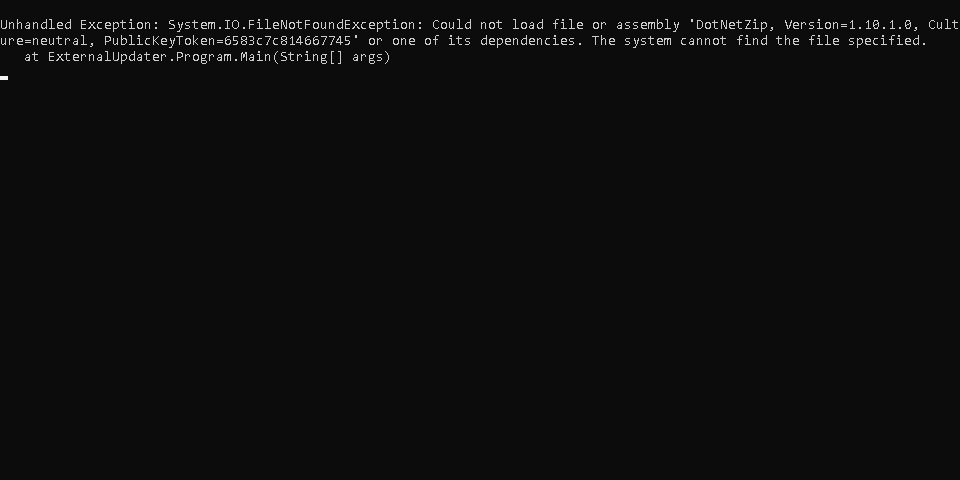 Unhandled Exception: System.IO.FileNotFoundException: Could not load file or assembly 'DotNetZip, Version=1.10.1.0, Cult
ure=neutral, PublicKeyToken=6583c7c814667745' or one of its dependencies. The system cannot find the file specified.
   at ExternalUpdater.Program.Main(String[] args)